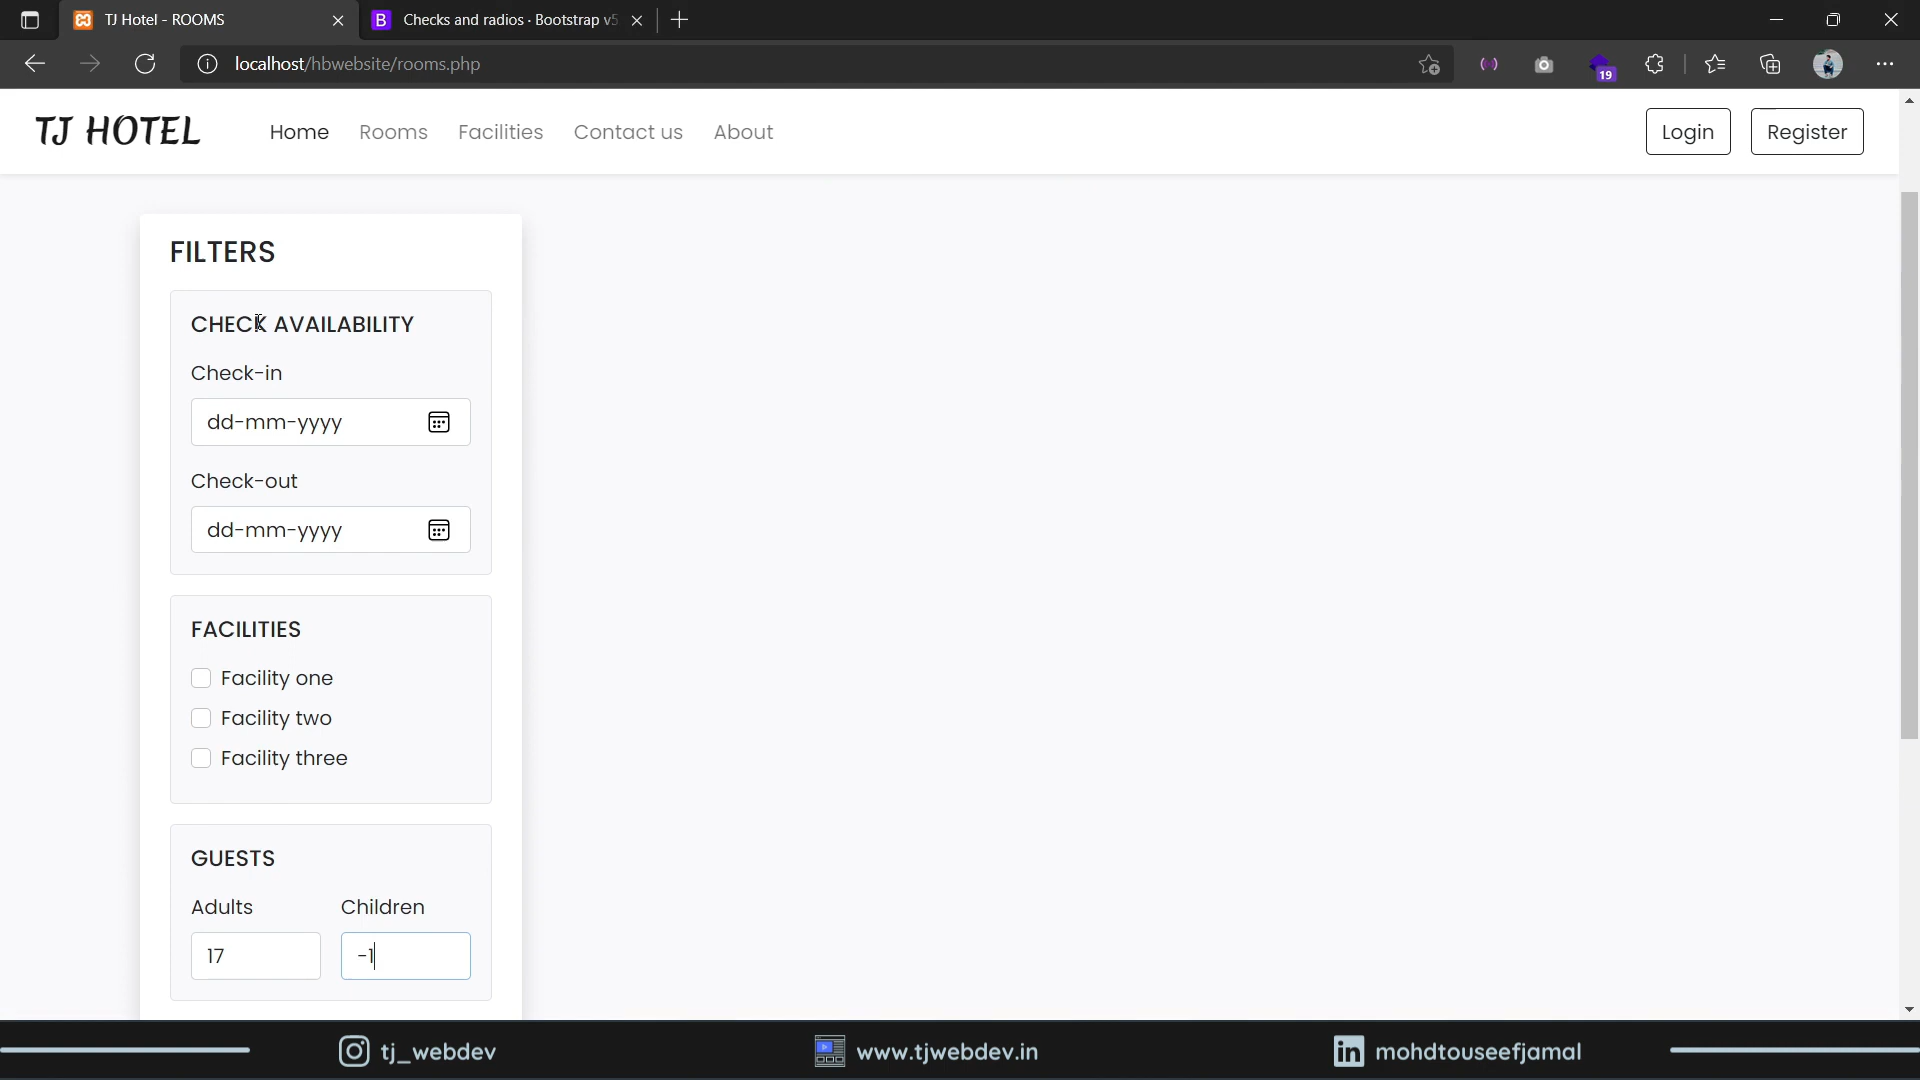 TJ Hotel - ROOMS
B Checks and radios · Bootstrap v5
localhost/hbwebsite/rooms.php
19
TJ HOTEL Home Rooms Facilities Contact us About Login Register
FILTERS
CHECK AVAILABILITY
Check-in
dd-mm-yyyy
Check-out
dd-mm-yyyy
FACILITIES
Facility one
Facility two
Facility three
GUESTS
Adults Children
17 -1
tj_webdev www.tjwebdev.in in mohdtouseefjamal